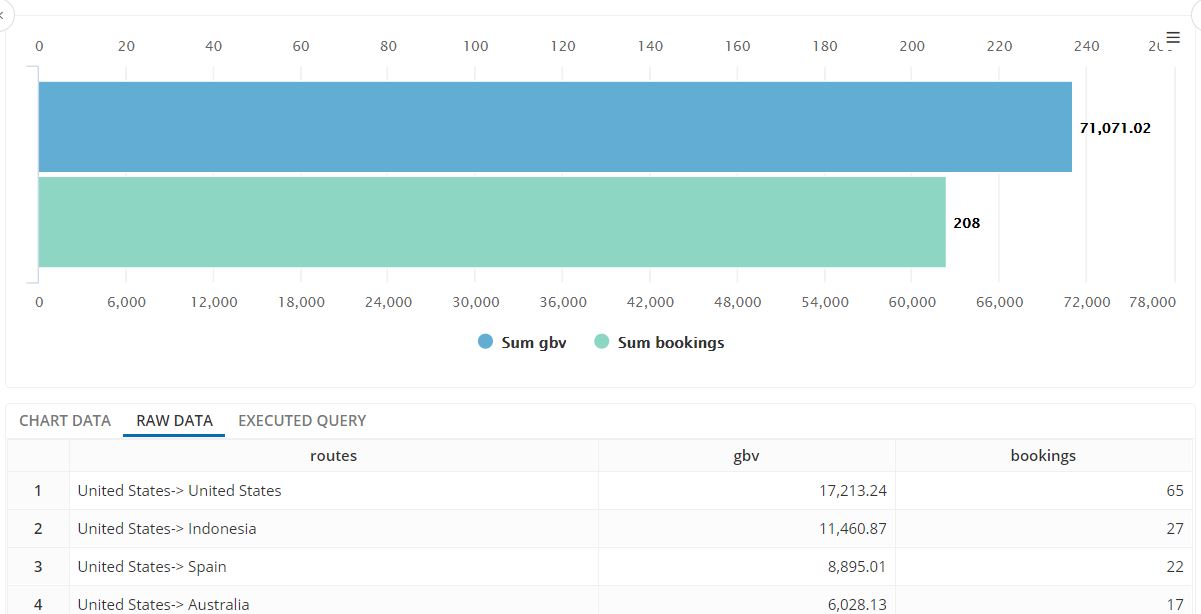 0 20 40 60 80 100 120 140 160 180 200 220 240
71,071.02
208
0 6,000 12,000 18,000 24,000 30,000 36,000 42,000 48,000 54,000 60,000 66,000 72,000 78,000
Sum gbv Sum bookings
CHART DATA RAW DATA EXECUTED QUERY
routes gbv bookings
1 United States-> United States 17,213.24 65
2 United States-> Indonesia 11,460.87 27
3 United States-> Spain 8,895.01 22
4 United States-> Australia 6,028.13 17